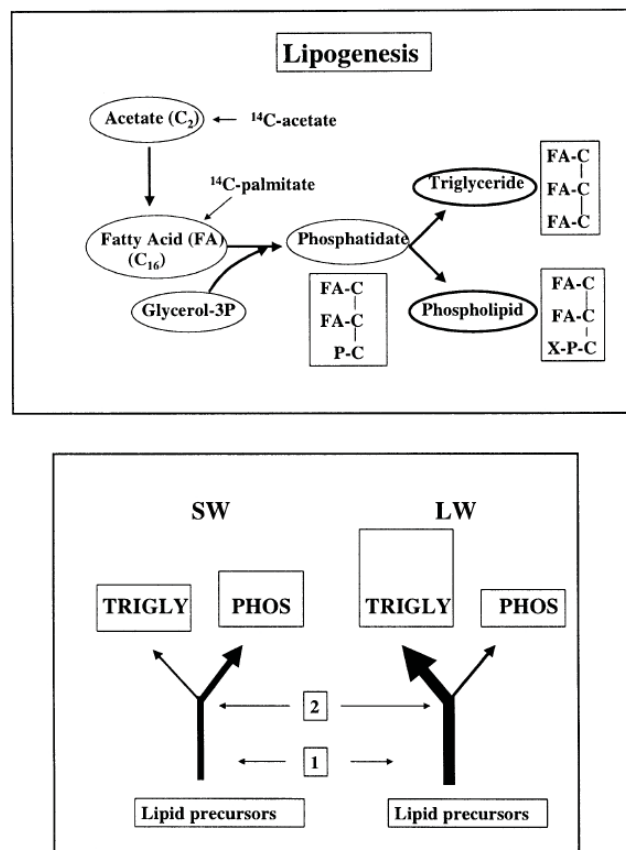 Lipogenesis
Acetate (C₂)
¹⁴C-acetate
¹⁴C-palmitate
Fatty Acid (FA)
(C₁₆)
Glycerol-3P
Phosphatidate
FA-C
FA-C
P-C
Triglyceride
FA-C
FA-C
FA-C
Phospholipid
FA-C
FA-C
X-P-C
SW
LW
TRIGLY
PHOS
TRIGLY
PHOS
2
1
Lipid precursors
Lipid precursors